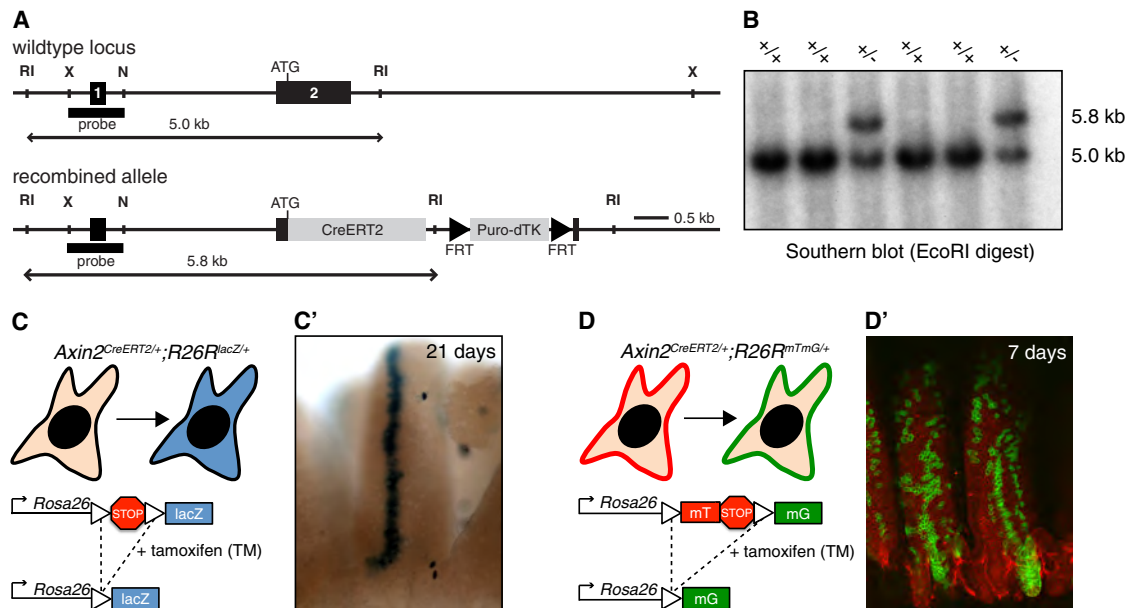 A
wildtype locus
RI X N ATG RI X
1 2
probe
5.0 kb
recombined allele
RI X N ATG RI RI
0.5 kb
CreERT2 Puro-dTK
probe FRT FRT
5.8 kb
B
+/+ +/+ +/- +/+ +/+ +/-
5.8 kb
5.0 kb
Southern blot (EcoRI digest)
C
Axin2CreERT2/+;R26RlacZ/+
Rosa26 STOP lacZ
+ tamoxifen (TM)
Rosa26 lacZ
C'
21 days
D
Axin2CreERT2/+;R26RmTmG/+
Rosa26 mT STOP mG
+ tamoxifen (TM)
Rosa26 mG
D'
7 days